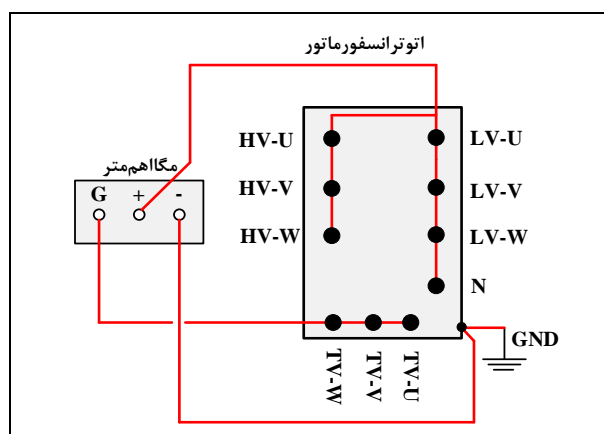 اتوترانسفورماتور
مگااهم‌متر
G + -
HV-U
HV-V
HV-W
LV-U
LV-V
LV-W
N
TV-W
TV-V
TV-U
GND